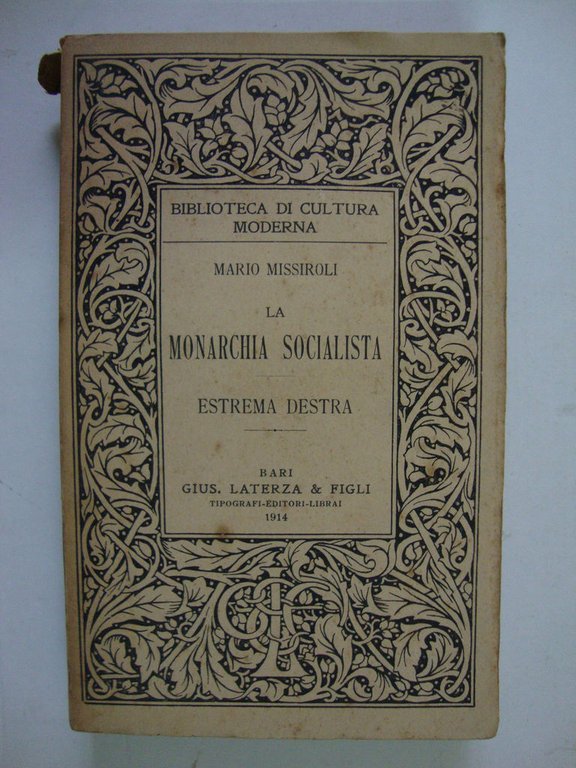 BIBLIOTECA DI CULTURA
MODERNA
MARIO MISSIROLI
LA
MONARCHIA SOCIALISTA
ESTREMA DESTRA
BARI
GIUS. LATERZA & FIGLI
TIPOGRAFI-EDITORI-LIBRAI
1914